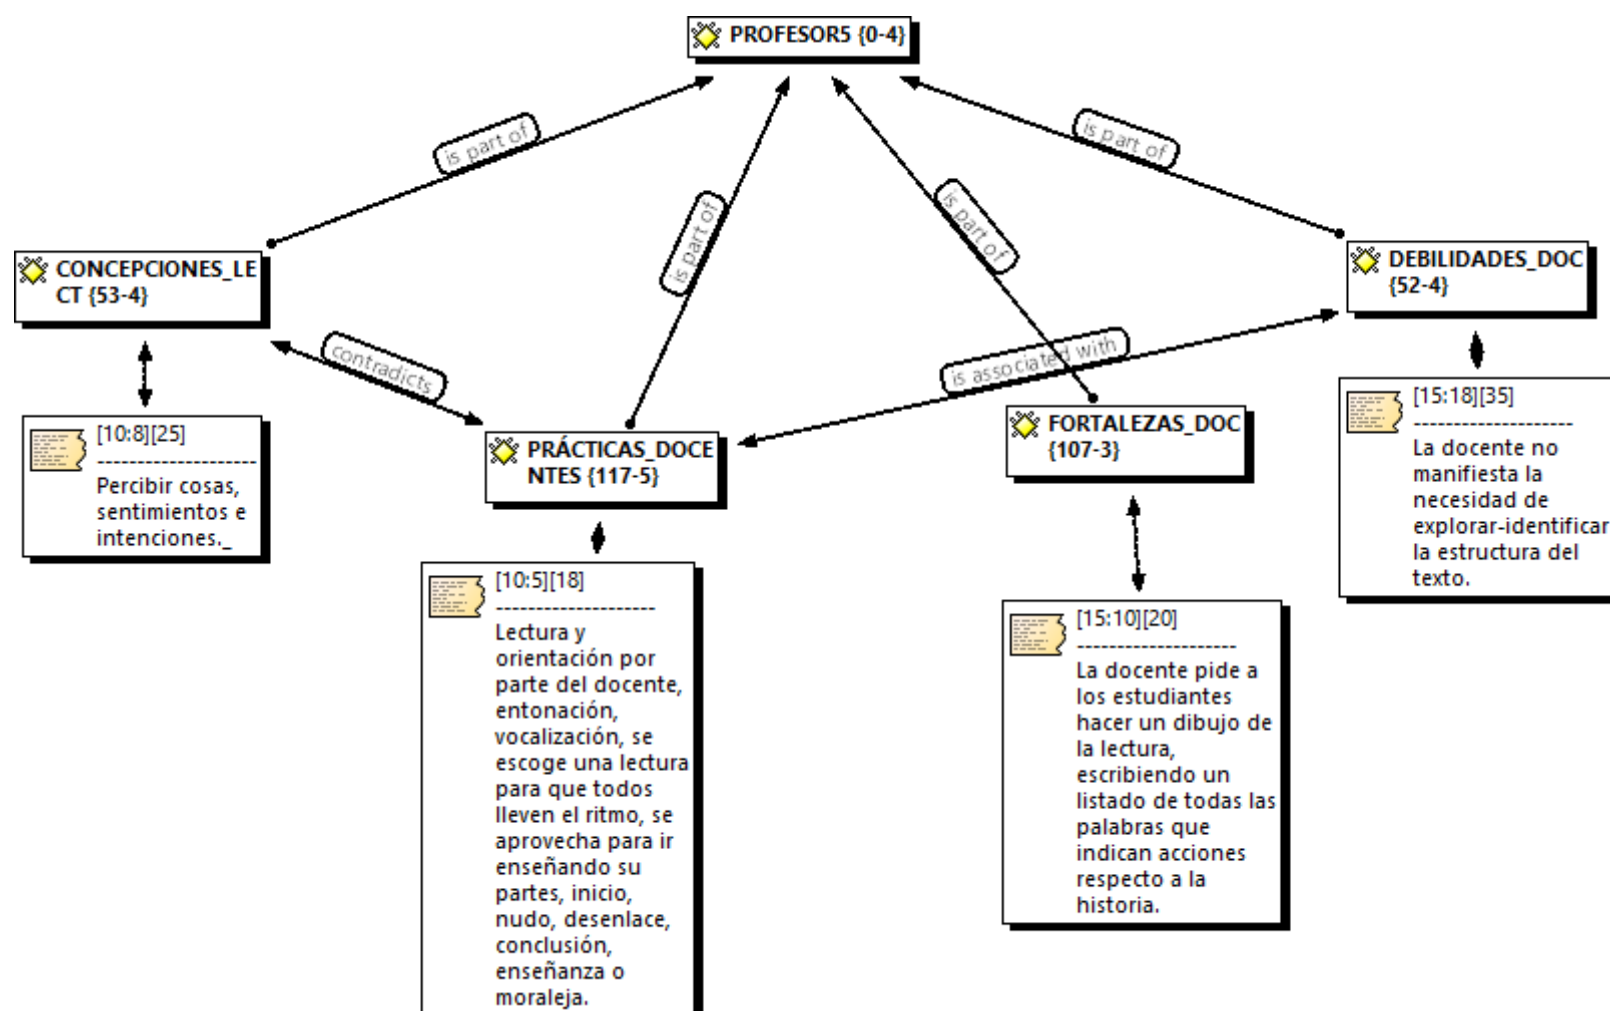 PROFESOR5 {0-4}
is part of
is part of
is part of
is part of
CONCEPCIONES_LE
CT {53-4}
DEBILIDADES_DOC
{52-4}
contradicts
is associated with
PRÁCTICAS_DOCE
NTES {117-5}
FORTALEZAS_DOC
{107-3}
[10:8][25]
--------------------
Percibir cosas,
sentimientos e
intenciones._
[10:5][18]
--------------------
Lectura y
orientación por
parte del docente,
entonación,
vocalización, se
escoge una lectura
para que todos
lleven el ritmo, se
aprovecha para ir
enseñando su
partes, inicio,
nudo, desenlace,
conclusión,
enseñanza o
moraleja.
[15:10][20]
--------------------
La docente pide a
los estudiantes
hacer un dibujo de
la lectura,
escribiendo un
listado de todas las
palabras que
indican acciones
respecto a la
historia.
[15:18][35]
--------------------
La docente no
manifiesta la
necesidad de
explorar-identificar
la estructura del
texto.